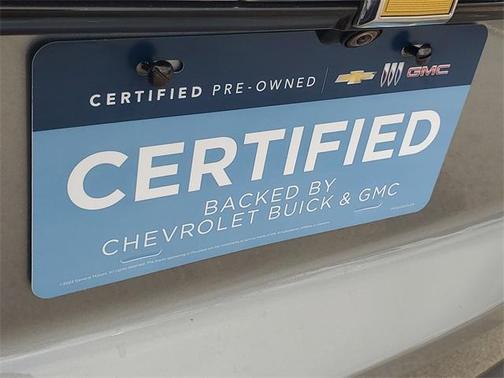 CERTIFIED PRE-OWNED GMC
CERTIFIED
BACKED BY
CHEVROLET BUICK & GMC